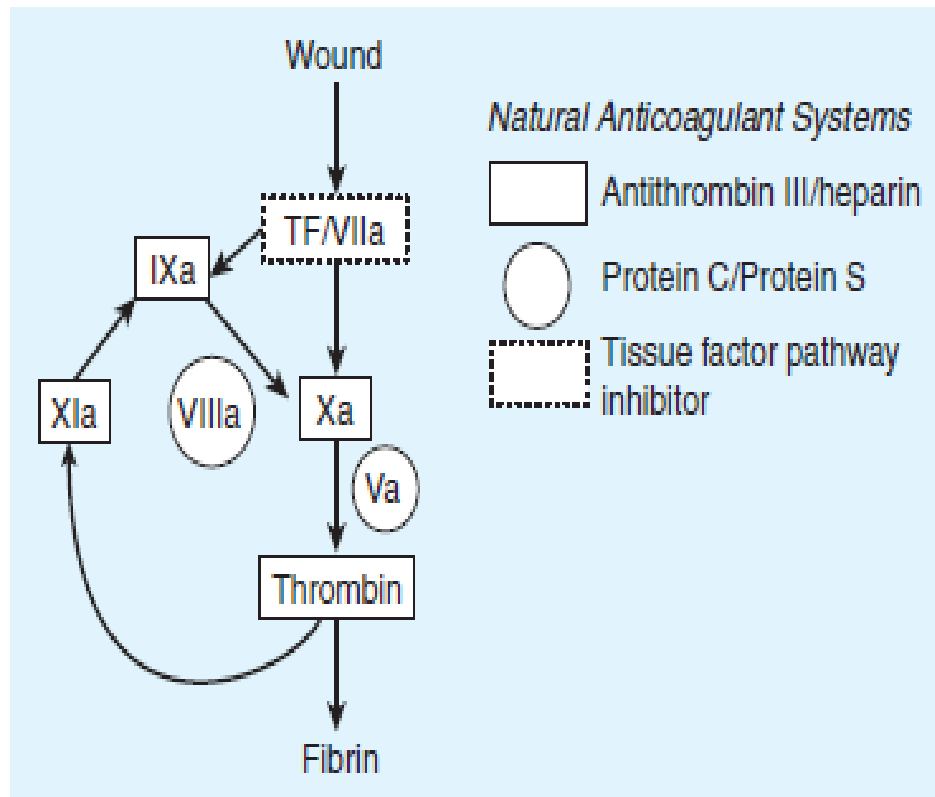 Wound
Natural Anticoagulant Systems
Antithrombin III/heparin
TF/VIIa
IXa
Protein C/Protein S
Tissue factor pathway
inhibitor
XIa
VIIIa
Xa
Va
Thrombin
Fibrin